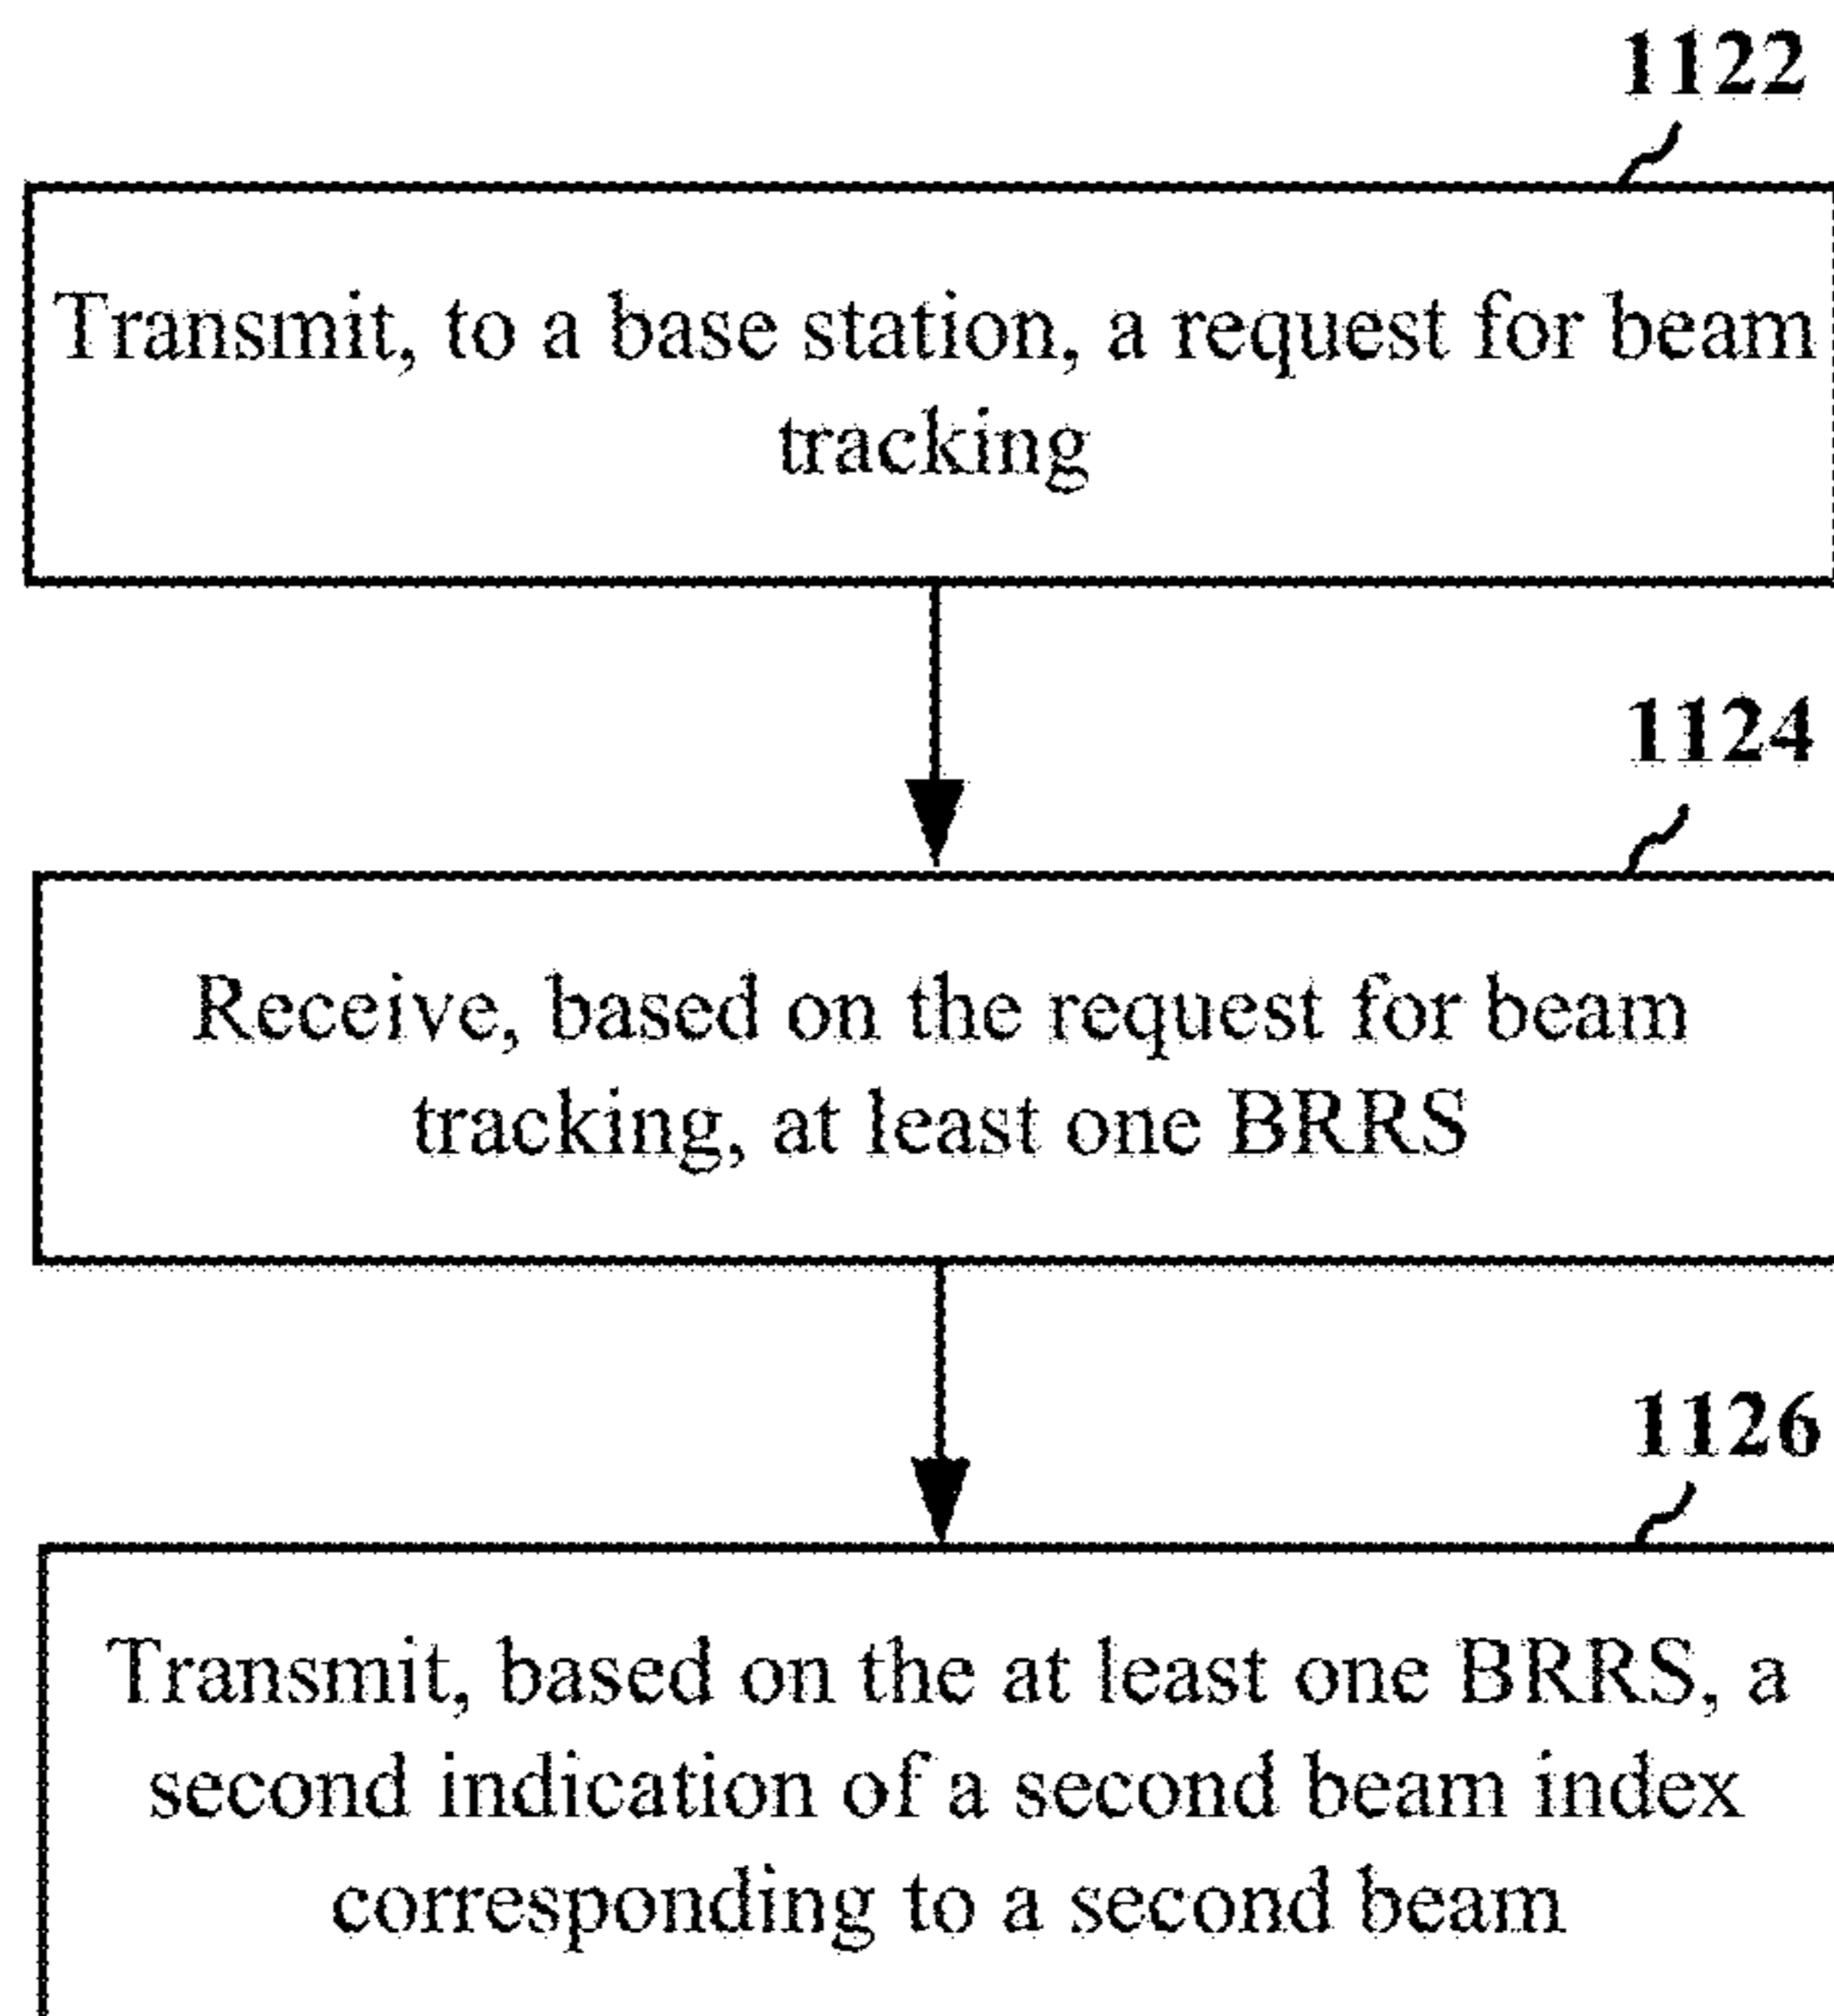 1122
Transmit, to a base station, a request for beam
tracking
1124
Receive, based on the request for beam
tracking, at least one BRRS
1126
Transmit, based on the at least one BRRS, a
second indication of a second beam index
corresponding to a second beam